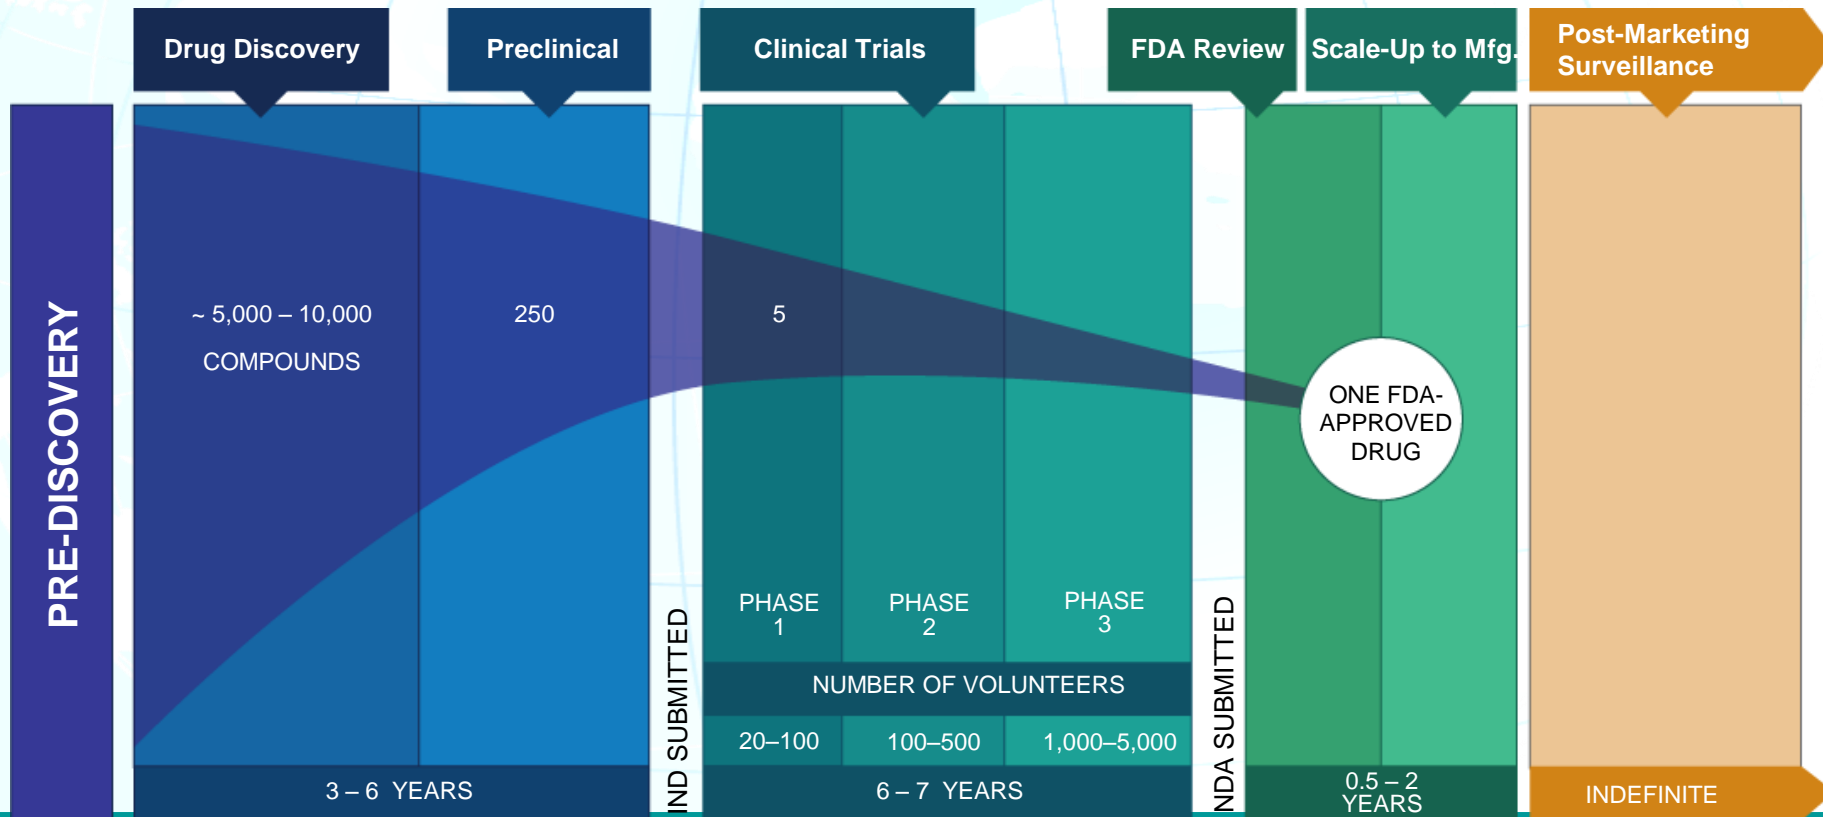 Drug Discovery
Preclinical
Clinical Trials
FDA Review
Scale-Up to Mfg.
Post-Marketing
Surveillance
PRE-DISCOVERY
~ 5,000 – 10,000
COMPOUNDS
250
5
ONE FDA-
APPROVED
DRUG
IND SUBMITTED
PHASE
1
PHASE
2
PHASE
3
NUMBER OF VOLUNTEERS
20–100
100–500
1,000–5,000
NDA SUBMITTED
3 – 6 YEARS
6 – 7 YEARS
0.5 – 2
YEARS
INDEFINITE